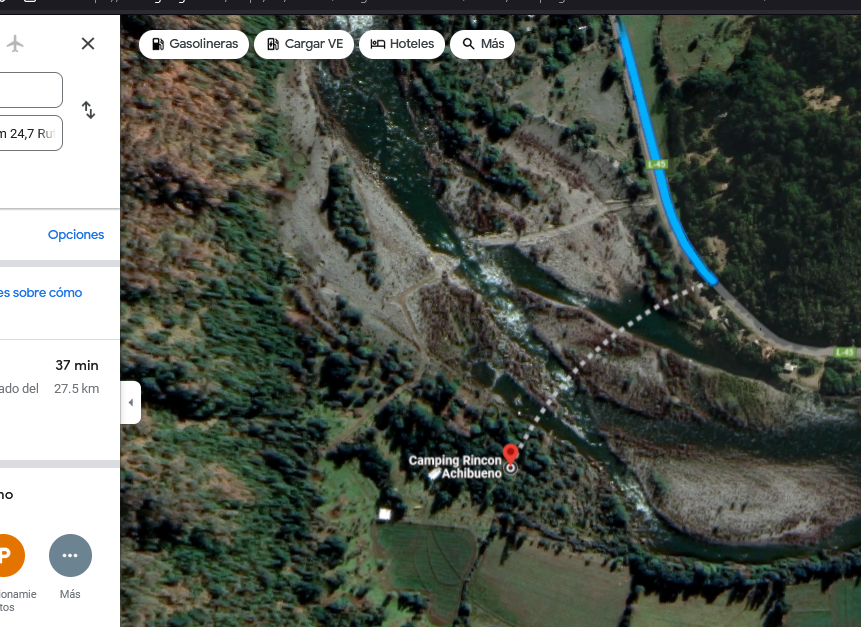 Gasolineras
Cargar VE
Hoteles
Más
m 24,7 Ru
Opciones
es sobre cómo
37 min
ado del
27.5 km
no
P
onamie
tos
Más
L-45
L-45
Camping Rincon
Achibueno